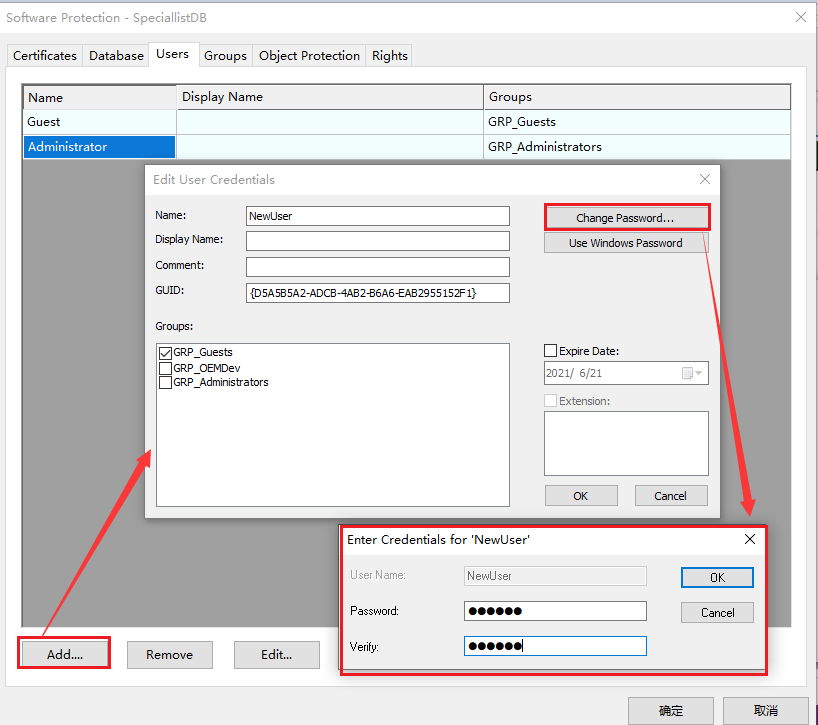 Software Protection - SpeciallistDB
Certificates Database Users Groups Object Protection Rights
Name Display Name Groups
Guest GRP_Guests
Administrator GRP_Administrators
Edit User Credentials
Name: NewUser Change Password...
Display Name: Use Windows Password
Comment:
GUID: {D5A5B5A2-ADCB-4AB2-B6A6-EAB2955152F1}
Groups:
GRP_Guests Expire Date:
GRP_OEMDev 2021/ 6/21
GRP_Administrators
Extension:
OK Cancel
Enter Credentials for 'NewUser'
User Name: NewUser OK
Password: ●●●●●● Cancel
Verify: ●●●●●●
Add.... Remove Edit...
确定 取消